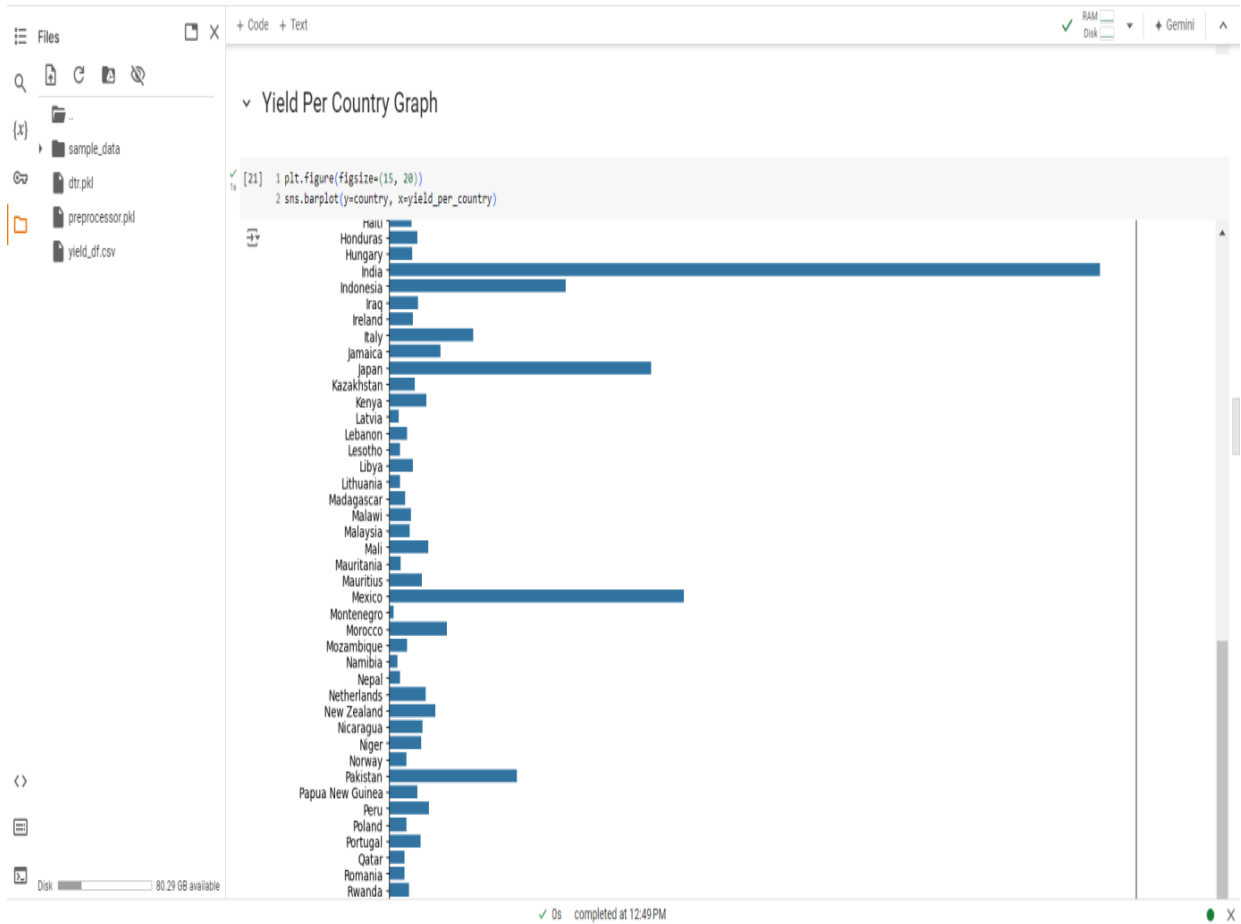 + Code + Text
RAM
Disk
Gemini
Files
..
sample_data
dtr.pkl
preprocessor.pkl
yield_df.csv
{x}
Yield Per Country Graph
[21] 1 plt.figure(figsize=(15, 20))
2 sns.barplot(y=country, x=yield_per_country)
1s
Haiti
Honduras
Hungary
India
Indonesia
Iraq
Ireland
Italy
Jamaica
Japan
Kazakhstan
Kenya
Latvia
Lebanon
Lesotho
Libya
Lithuania
Madagascar
Malawi
Malaysia
Mali
Mauritania
Mauritius
Mexico
Montenegro
Morocco
Mozambique
Namibia
Nepal
Netherlands
New Zealand
Nicaragua
Niger
Norway
Pakistan
Papua New Guinea
Peru
Poland
Portugal
Qatar
Romania
Rwanda
Disk 80.29 GB available
0s completed at 12:49 PM